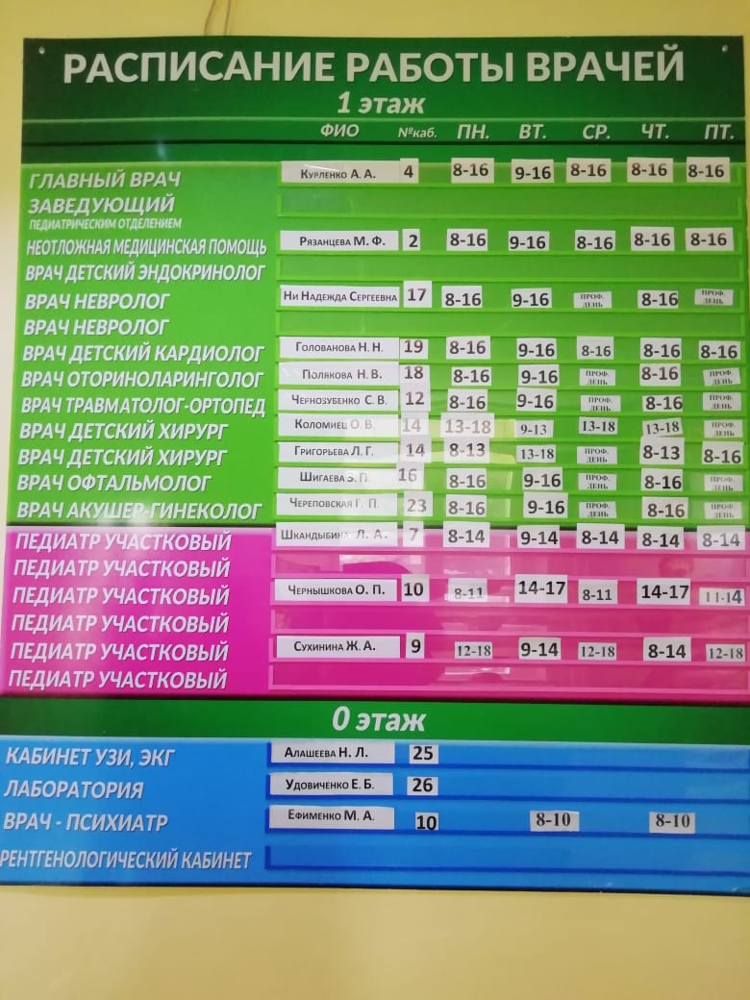 РАСПИСАНИЕ РАБОТЫ ВРАЧЕЙ
1 этаж
ФИО №каб. ПН. ВТ. СР. ЧТ. ПТ.
ГЛАВНЫЙ ВРАЧ Курленко А. А. 4 8-16 9-16 8-16 8-16 8-16
ЗАВЕДУЮЩИЙ
ПЕДИАТРИЧЕСКИМ ОТДЕЛЕНИЕМ
НЕОТЛОЖНАЯ МЕДИЦИНСКАЯ ПОМОЩЬ Рязанцева М. Ф. 2 8-16 9-16 8-16 8-16 8-16
ВРАЧ ДЕТСКИЙ ЭНДОКРИНОЛОГ
ВРАЧ НЕВРОЛОГ Ни Надежда Сергеевна 17 8-16 9-16 ПРОФ. ДЕНЬ 8-16 ПРОФ. ДЕНЬ
ВРАЧ НЕВРОЛОГ
ВРАЧ ДЕТСКИЙ КАРДИОЛОГ Голованова Н. Н. 19 8-16 9-16 8-16 8-16 8-16
ВРАЧ ОТОРИНОЛАРИНГОЛОГ Полякова Н. В. 18 8-16 9-16 ПРОФ. ДЕНЬ 8-16 ПРОФ. ДЕНЬ
ВРАЧ ТРАВМАТОЛОГ-ОРТОПЕД Чернозубенко С. В. 12 8-16 9-16 ПРОФ. ДЕНЬ 8-16 ПРОФ. ДЕНЬ
ВРАЧ ДЕТСКИЙ ХИРУРГ Коломиец О. В. 14 13-18 9-13 13-18 13-18 ПРОФ. ДЕНЬ
ВРАЧ ДЕТСКИЙ ХИРУРГ Григорьева Л. Г. 14 8-13 13-18 ПРОФ. ДЕНЬ 8-13 8-16
ВРАЧ ОФТАЛЬМОЛОГ Шигаева З. П. 16 8-16 9-16 ПРОФ. ДЕНЬ 8-16 ПРОФ. ДЕНЬ
ВРАЧ АКУШЕР-ГИНЕКОЛОГ Череповская Г. П. 23 8-16 9-16 ПРОФ. ДЕНЬ 8-16 ПРОФ. ДЕНЬ
ПЕДИАТР УЧАСТКОВЫЙ Шкандыбина Л. А. 7 8-14 9-14 8-14 8-14 8-14
ПЕДИАТР УЧАСТКОВЫЙ
ПЕДИАТР УЧАСТКОВЫЙ Чернышкова О. П. 10 8-11 14-17 8-11 14-17 11-14
ПЕДИАТР УЧАСТКОВЫЙ
ПЕДИАТР УЧАСТКОВЫЙ Сухинина Ж. А. 9 12-18 9-14 12-18 8-14 12-18
ПЕДИАТР УЧАСТКОВЫЙ
0 этаж
КАБИНЕТ УЗИ, ЭКГ Алашеева Н. Л. 25
ЛАБОРАТОРИЯ Удовиченко Е. Б. 26
ВРАЧ - ПСИХИАТР Ефименко М. А. 10 8-10 8-10
РЕНТГЕНОЛОГИЧЕСКИЙ КАБИНЕТ